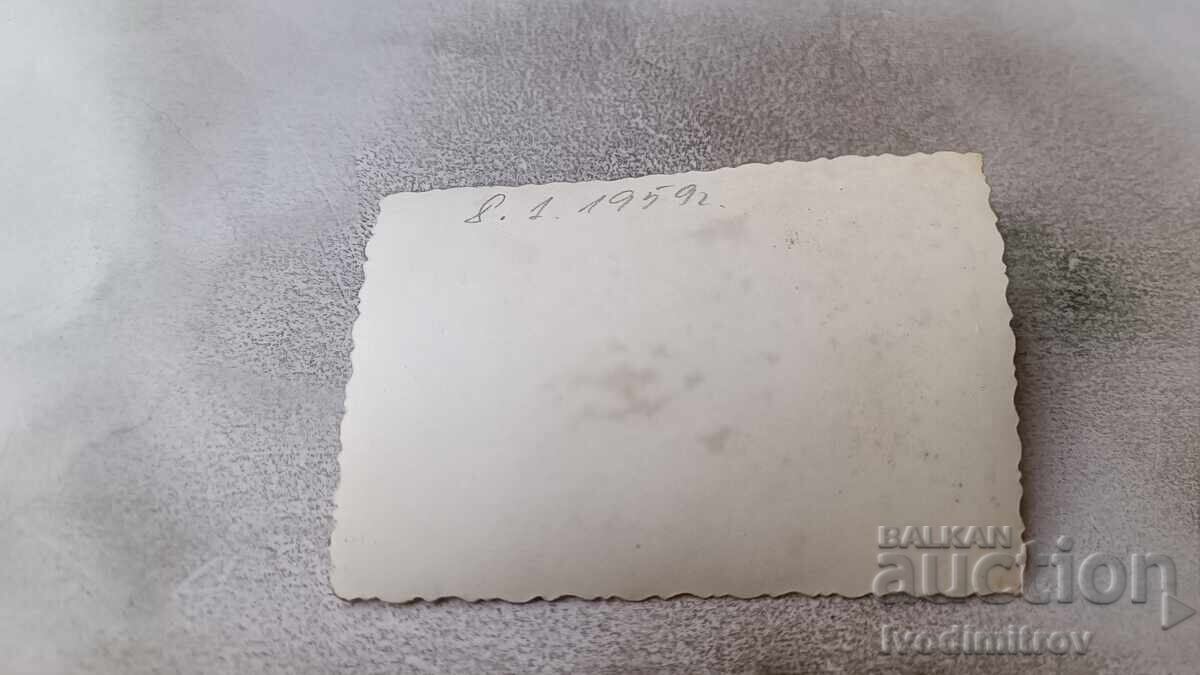 8. 1. 1959г.
BALKAN
auction
Ivodimitrov